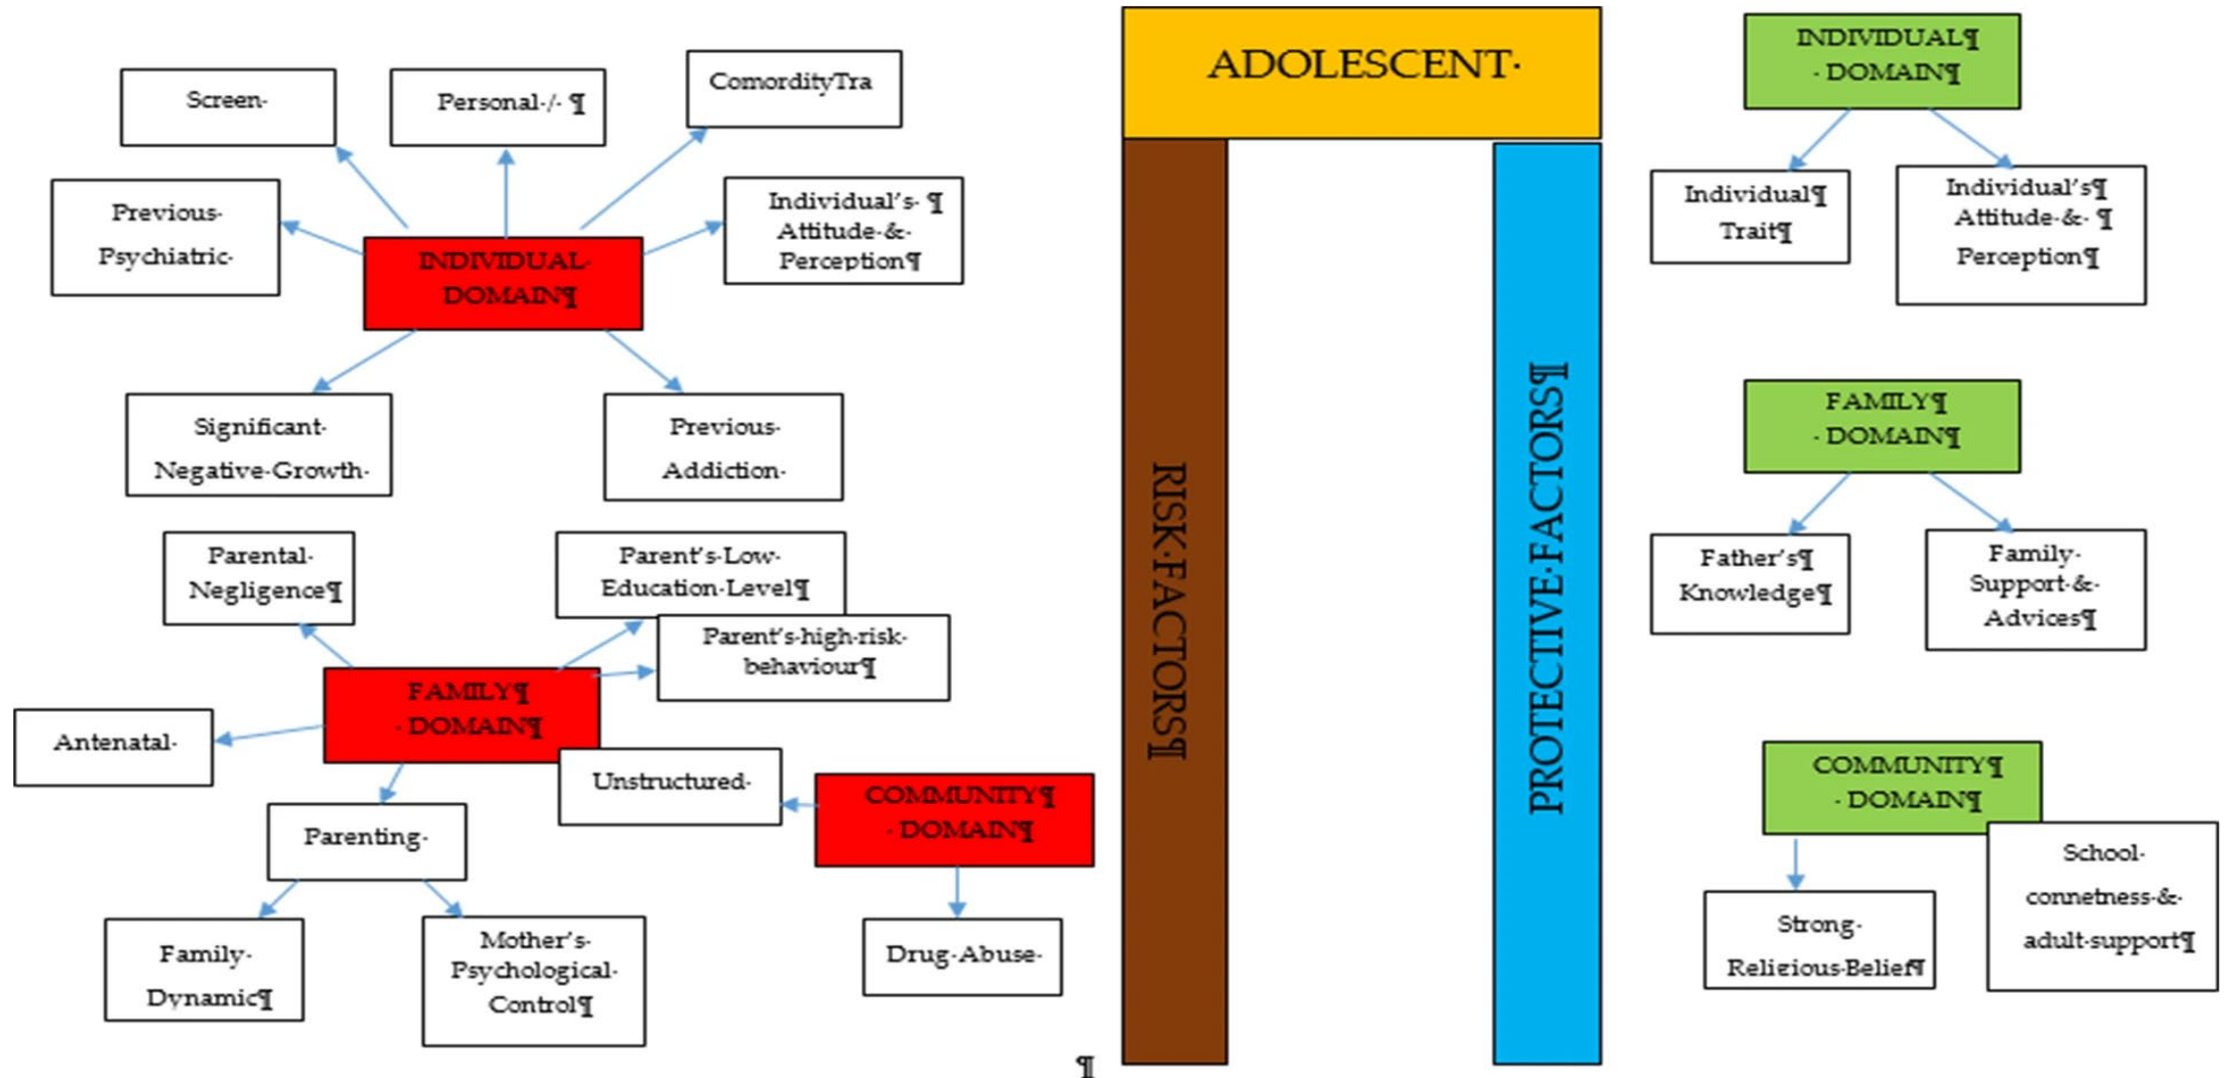 ADOLESCENT·
RISK·FACTORS¶
PROTECTIVE·FACTORS¶
Screen·
Personal·/·¶
ComordityTra
Previous·
Psychiatric·
INDIVIDUAL·
DOMAIN¶
Individual's·¶
Attitude·&·
Perception¶
Significant·
Negative·Growth·
Previous·
Addiction·
Parental·
Negligence¶
Parent's·Low·
Education·Level¶
Parent's·high·risk·
behaviour¶
FAMILY¶
·DOMAIN¶
Antenatal·
Unstructured·
COMMUNITY¶
·DOMAIN¶
Parenting·
Family·
Dynamic¶
Mother's·
Psychological·
Control¶
Drug·Abuse·
¶
INDIVIDUAL¶
·DOMAIN¶
Individual¶
Trait¶
Individual's¶
Attitude·&·¶
Perception¶
FAMILY¶
·DOMAIN¶
Father's¶
Knowledge¶
Family·
Support·&·
Advices¶
COMMUNITY¶
·DOMAIN¶
Strong·
Religious·Belief¶
School·
connetness·&·
adult·support¶